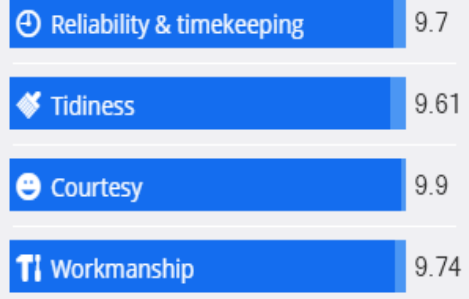 Reliability & timekeeping 9.7
Tidiness 9.61
Courtesy 9.9
Workmanship 9.74